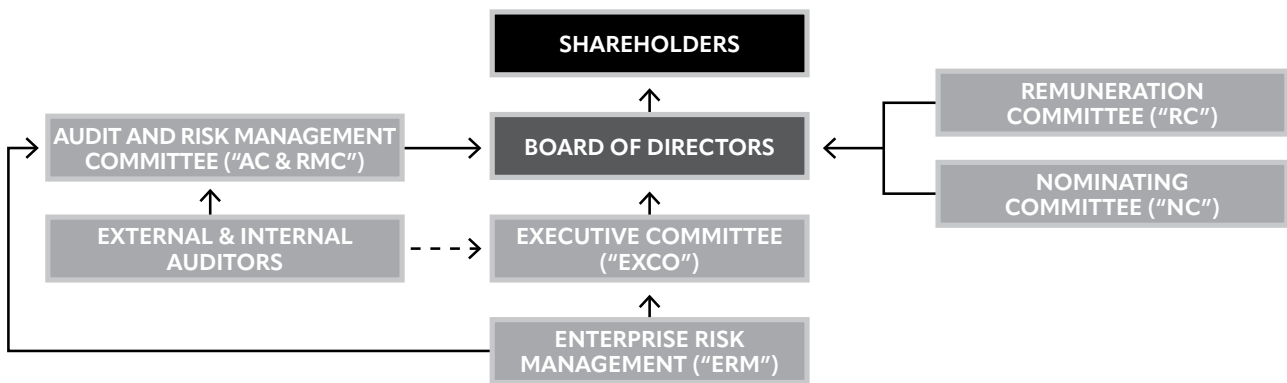 SHAREHOLDERS
REMUNERATION
COMMITTEE (“RC”)
AUDIT AND RISK MANAGEMENT
COMMITTEE (“AC & RMC”)
BOARD OF DIRECTORS
NOMINATING
COMMITTEE (“NC”)
EXTERNAL & INTERNAL
AUDITORS
EXECUTIVE COMMITTEE
(“EXCO”)
ENTERPRISE RISK
MANAGEMENT (“ERM”)